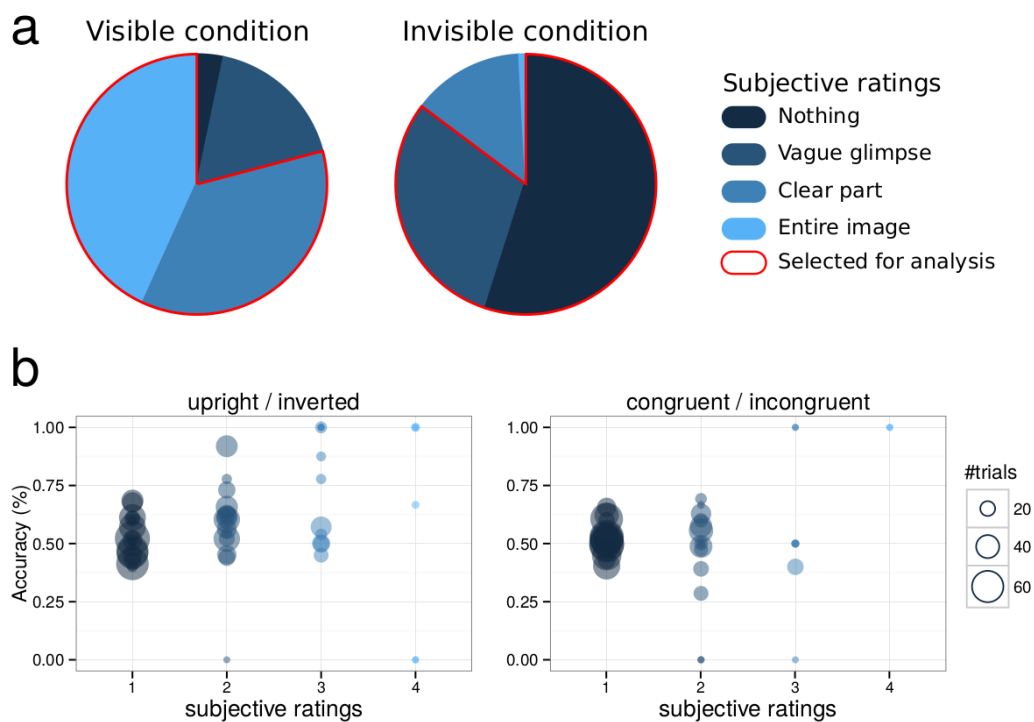 a
Visible condition
Invisible condition
Subjective ratings
Nothing
Vague glimpse
Clear part
Entire image
Selected for analysis
b
upright / inverted
congruent / incongruent
Accuracy (%)
1.00
0.75
0.50
0.25
0.00
1 2 3 4
subjective ratings
1.00
0.75
0.50
0.25
0.00
1 2 3 4
subjective ratings
#trials
20
40
60